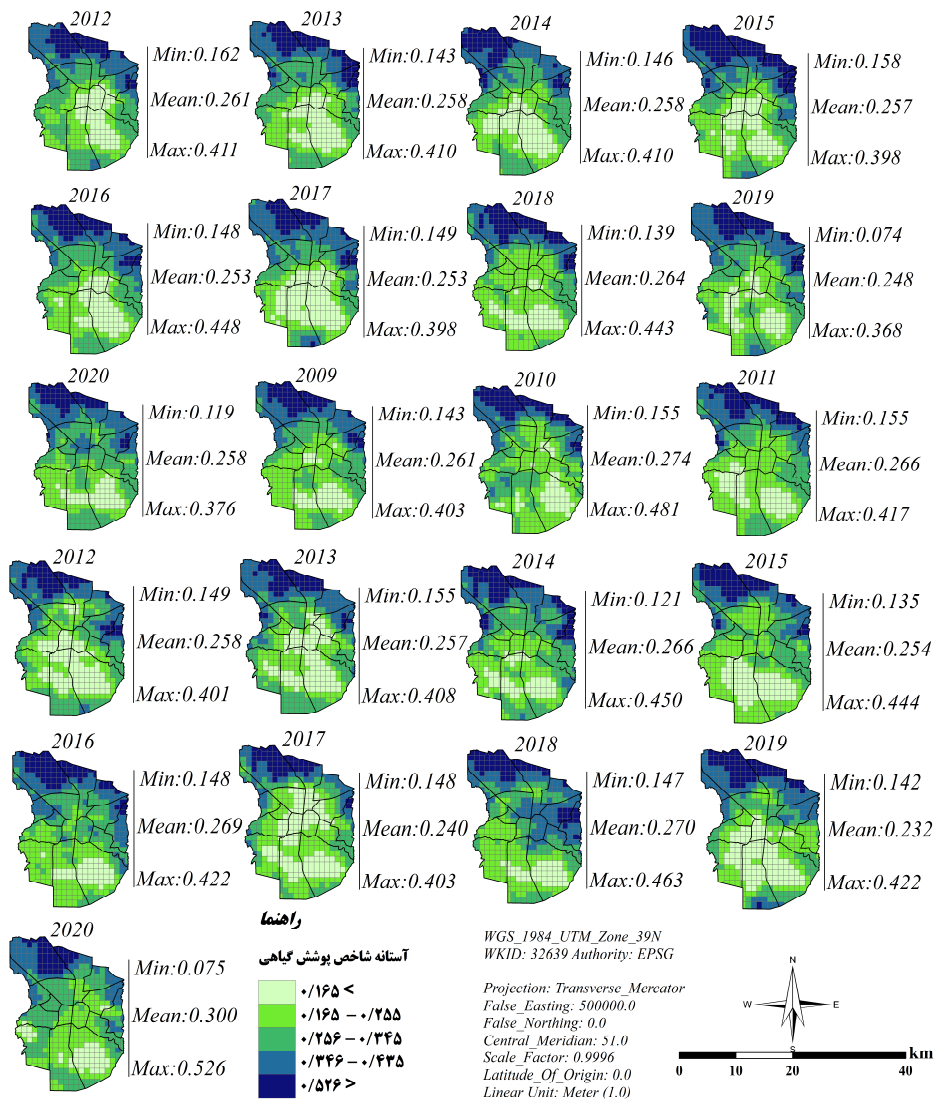 2012
Min:0.162
Mean:0.261
Max:0.411
2013
Min:0.143
Mean:0.258
Max:0.410
2014
Min:0.146
Mean:0.258
Max:0.410
2015
Min:0.158
Mean:0.257
Max:0.398
2016
Min:0.148
Mean:0.253
Max:0.448
2017
Min:0.149
Mean:0.253
Max:0.398
2018
Min:0.139
Mean:0.264
Max:0.443
2019
Min:0.074
Mean:0.248
Max:0.368
2020
Min:0.119
Mean:0.258
Max:0.376
2009
Min:0.143
Mean:0.261
Max:0.403
2010
Min:0.155
Mean:0.274
Max:0.481
2011
Min:0.155
Mean:0.266
Max:0.417
2012
Min:0.149
Mean:0.258
Max:0.401
2013
Min:0.155
Mean:0.257
Max:0.408
2014
Min:0.121
Mean:0.266
Max:0.450
2015
Min:0.135
Mean:0.254
Max:0.444
2016
Min:0.148
Mean:0.269
Max:0.422
2017
Min:0.148
Mean:0.240
Max:0.403
2018
Min:0.147
Mean:0.270
Max:0.463
2019
Min:0.142
Mean:0.232
Max:0.422
2020
Min:0.075
Mean:0.300
Max:0.526
راهنما
آستانه شاخص پوشش گیاهی
۰/۱۶۵ >
۰/۱۶۵ – ۰/۲۵۵
۰/۲۵۶ – ۰/۳۴۵
۰/۳۴۶ – ۰/۴۳۵
۰/۵۲۶ <
WGS_1984_UTM_Zone_39N
WKID: 32639 Authority: EPSG
Projection: Transverse_Mercator
False_Easting: 500000.0
False_Northing: 0.0
Central_Meridian: 51.0
Scale_Factor: 0.9996
Latitude_Of_Origin: 0.0
Linear Unit: Meter (1.0)
N
W E
S
km
0 10 20 40